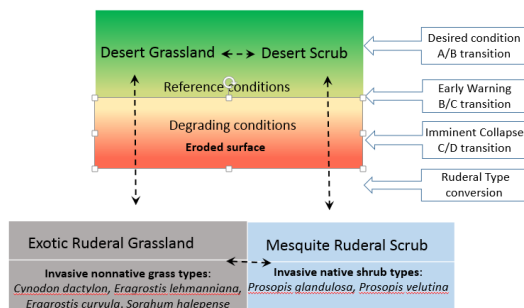 Desert Grassland
Desert Scrub
Reference conditions
Degrading conditions
Eroded surface
Desired condition
A/B transition
Early Warning
B/C transition
Imminent Collapse
C/D transition
Ruderal Type
conversion
Exotic Ruderal Grassland
Invasive nonnative grass types:
Cynodon dactylon, Eragrostis lehmanniana,
Eragrostis curvula, Sorghum halepense
Mesquite Ruderal Scrub
Invasive native shrub types:
Prosopis glandulosa, Prosopis velutina